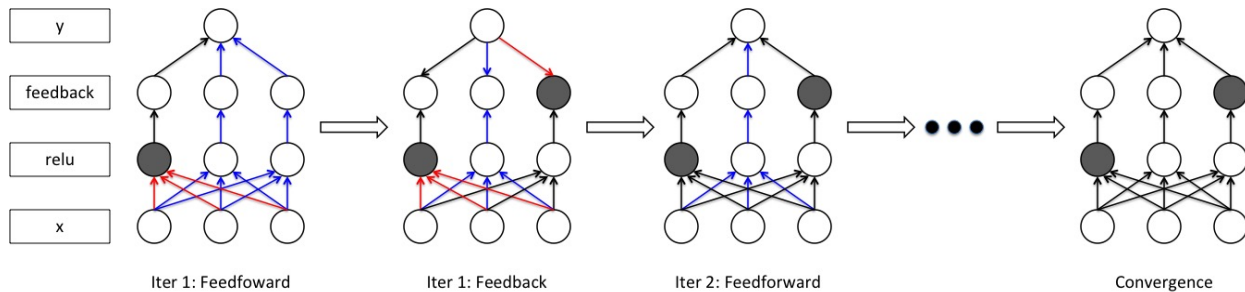 y
feedback
relu
x
Iter 1: Feedfoward
Iter 1: Feedback
Iter 2: Feedforward
Convergence